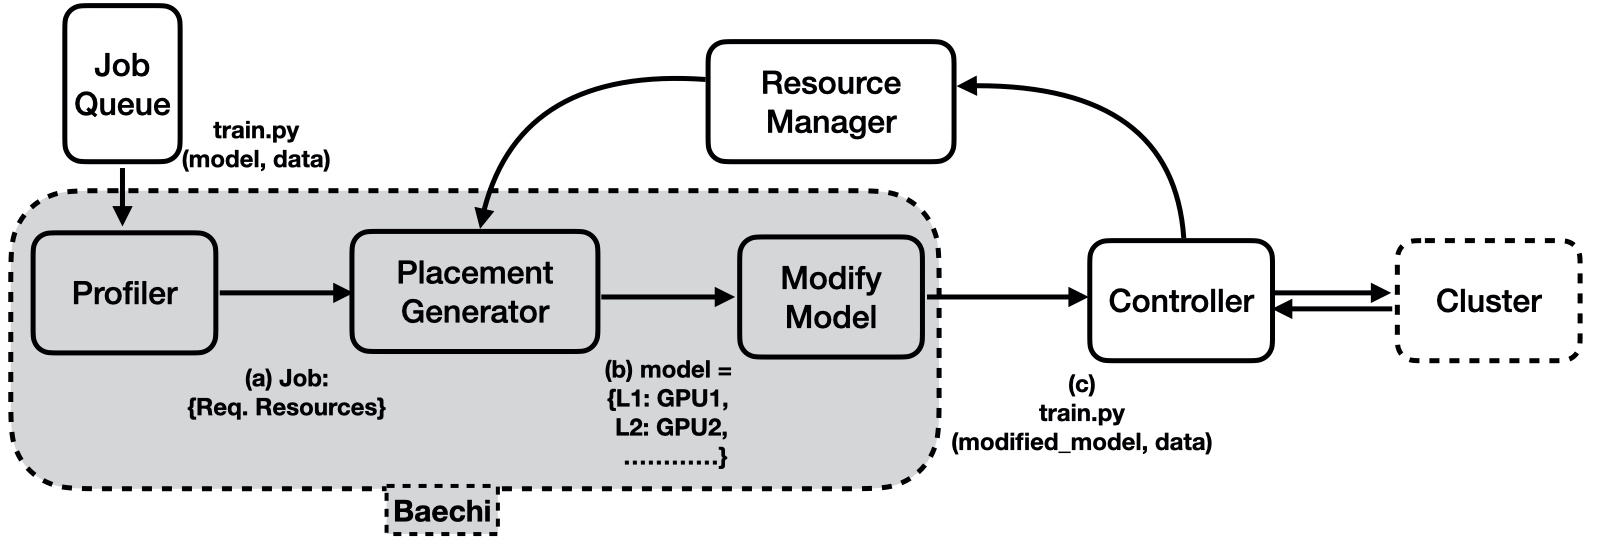 Job
Queue
train.py
(model, data)
Resource
Manager
Profiler
Placement
Generator
Modify
Model
Controller
Cluster
(a) Job:
{Req. Resources}
(b) model =
{L1: GPU1,
L2: GPU2,
..............}
(c)
train.py
(modified_model, data)
Baechi